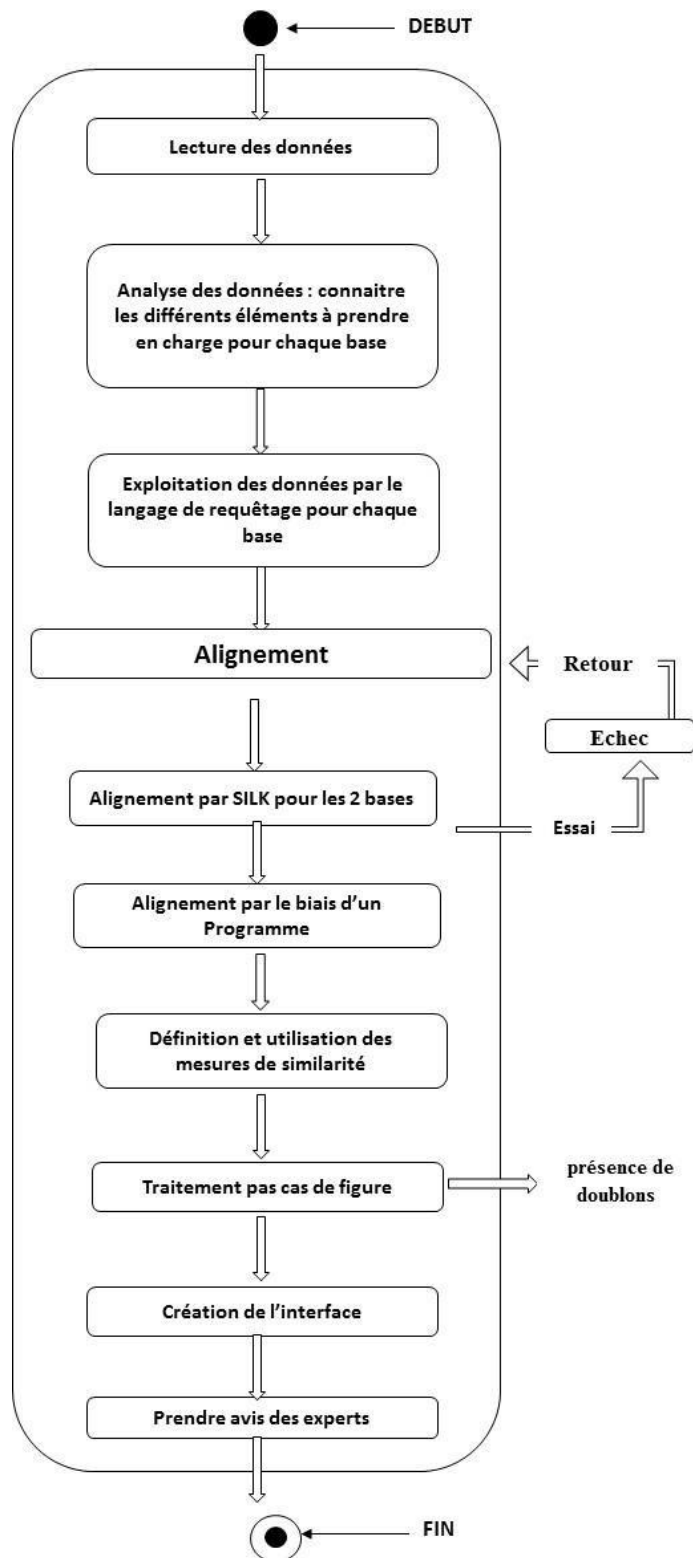 DEBUT
Lecture des données
Analyse des données : connaitre
les différents éléments à prendre
en charge pour chaque base
Exploitation des données par le
langage de requêtage pour chaque
base
Alignement
Retour
Echec
Alignement par SILK pour les 2 bases
Essai
Alignement par le biais d’un
Programme
Définition et utilisation des
mesures de similarité
Traitement pas cas de figure
présence de
doublons
Création de l’interface
Prendre avis des experts
FIN